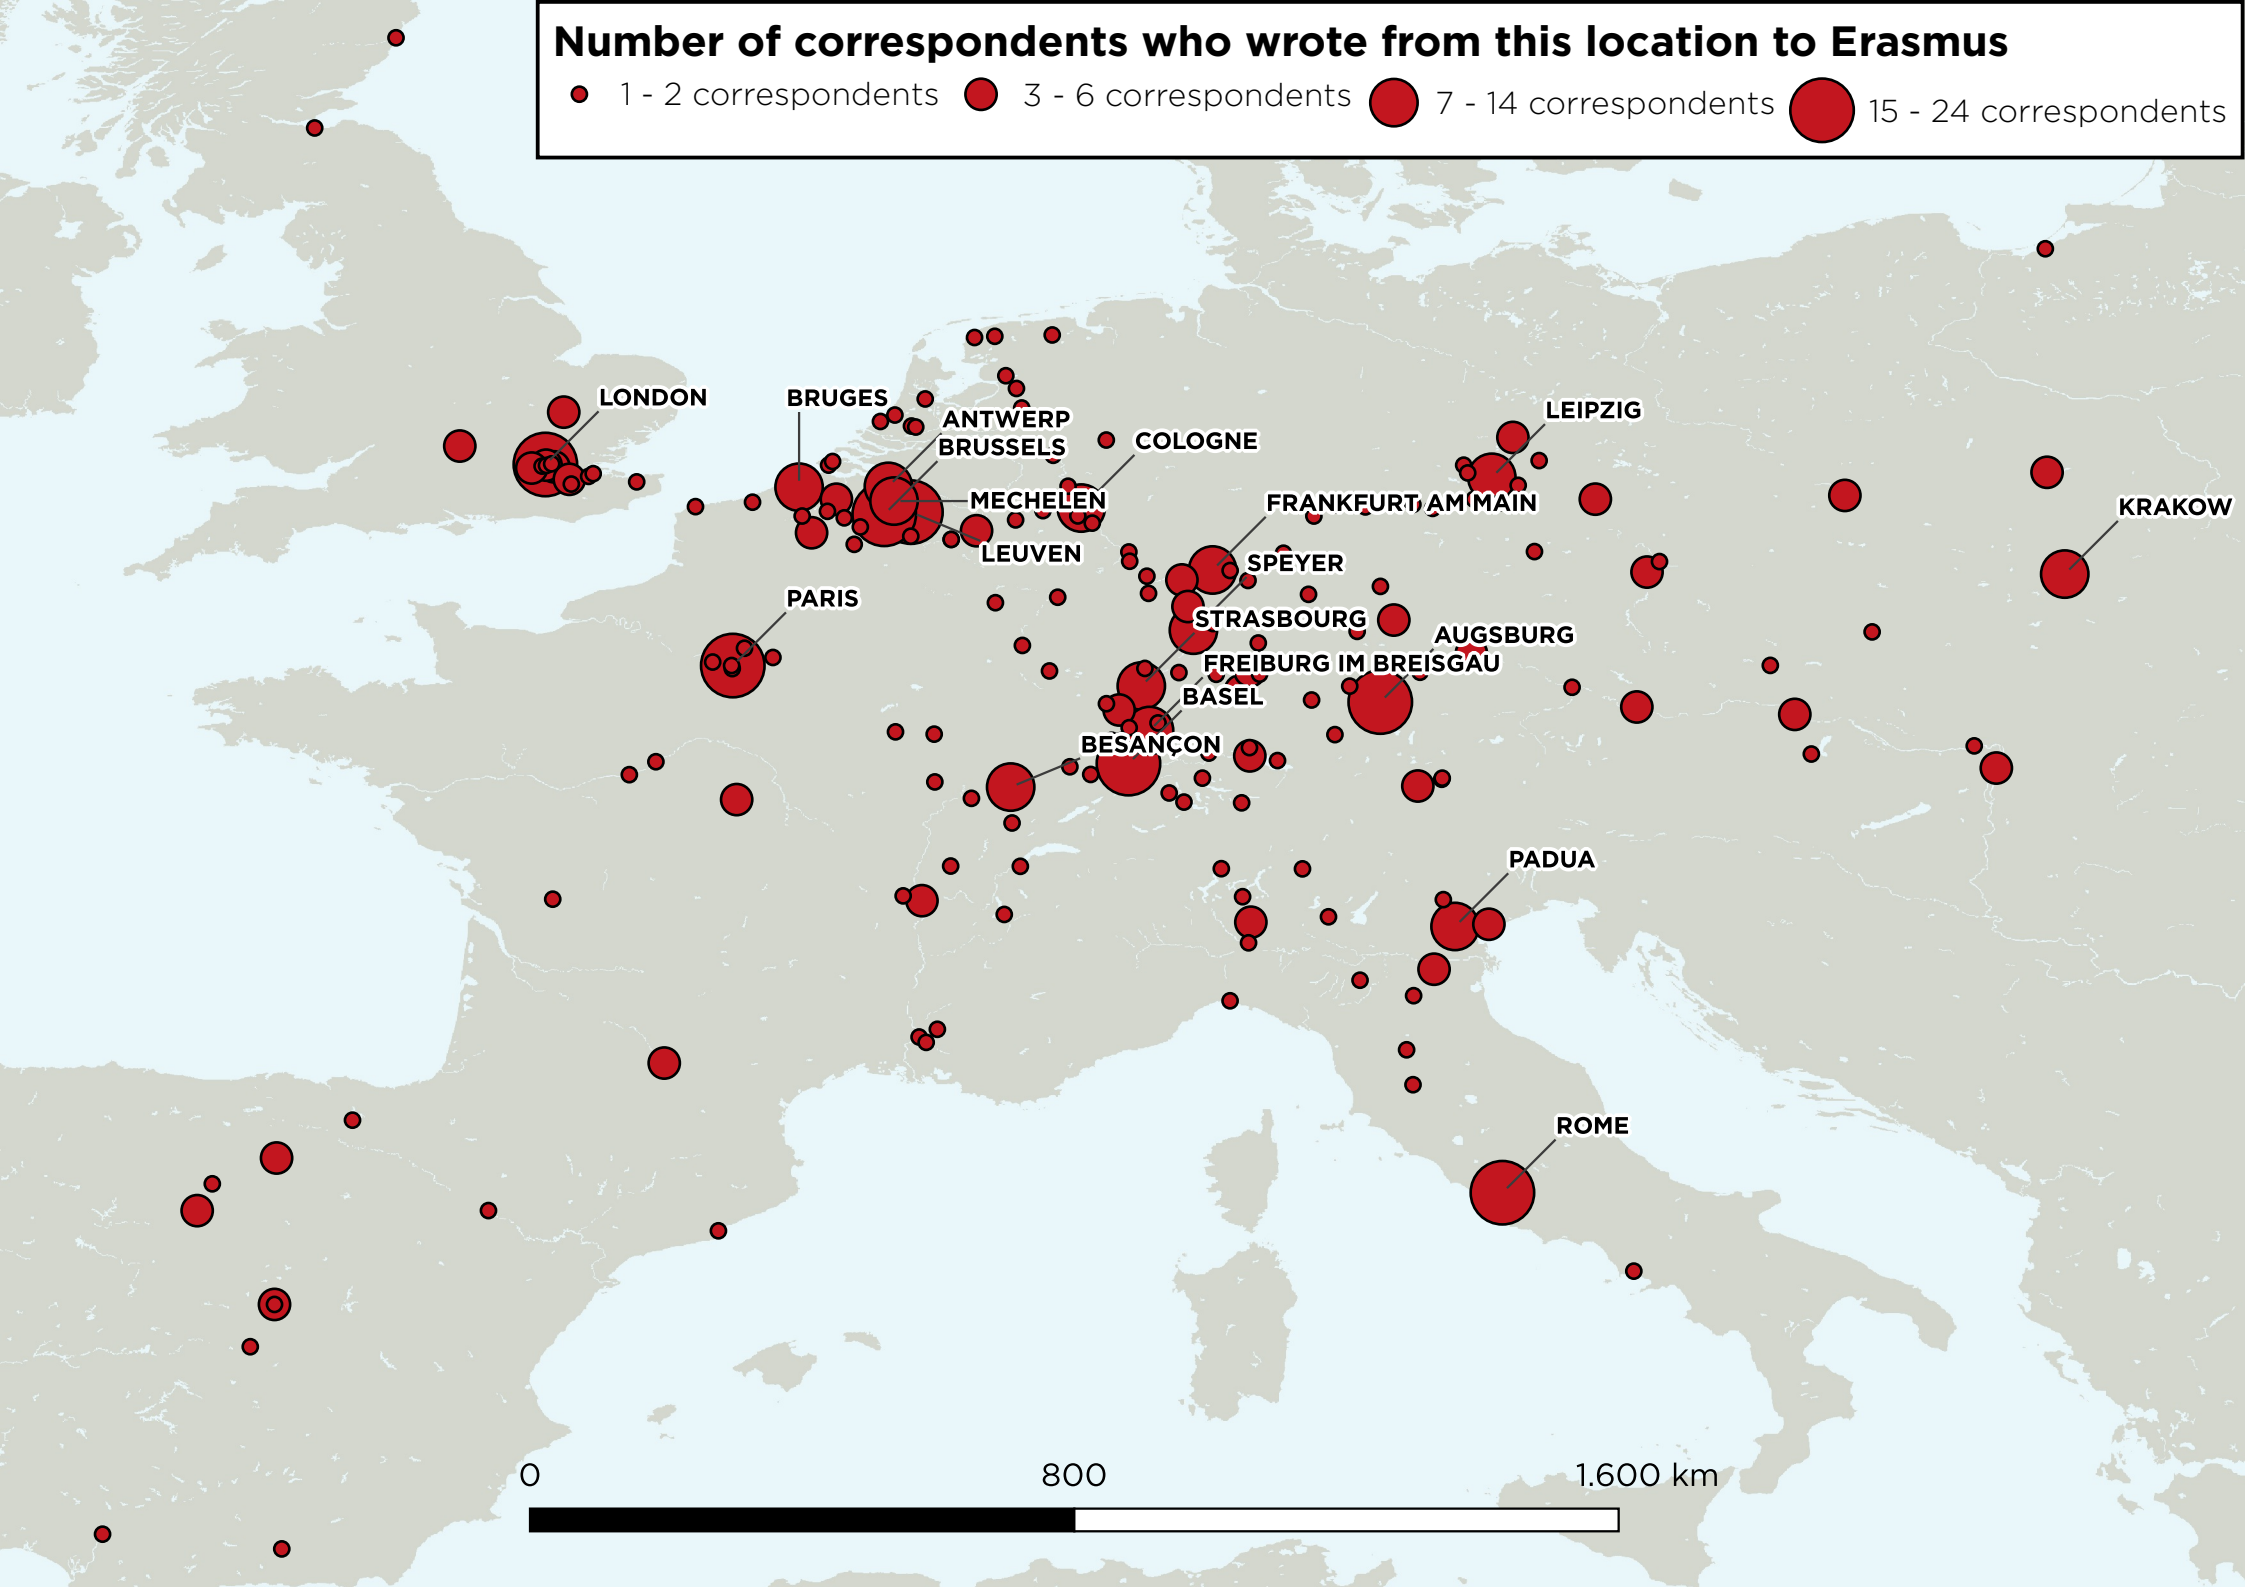 Number of correspondents who wrote from this location to Erasmus
1 - 2 correspondents 3 - 6 correspondents 7 - 14 correspondents 15 - 24 correspondents
LONDON
BRUGES
ANTWERP
BRUSSELS
COLOGNE
LEIPZIG
MECHELEN
FRANKFURT AM MAIN
KRAKOW
LEUVEN
SPEYER
PARIS
STRASBOURG
AUGSBURG
FREIBURG IM BREISGAU
BASEL
BESANÇON
PADUA
ROME
0 800 1.600 km